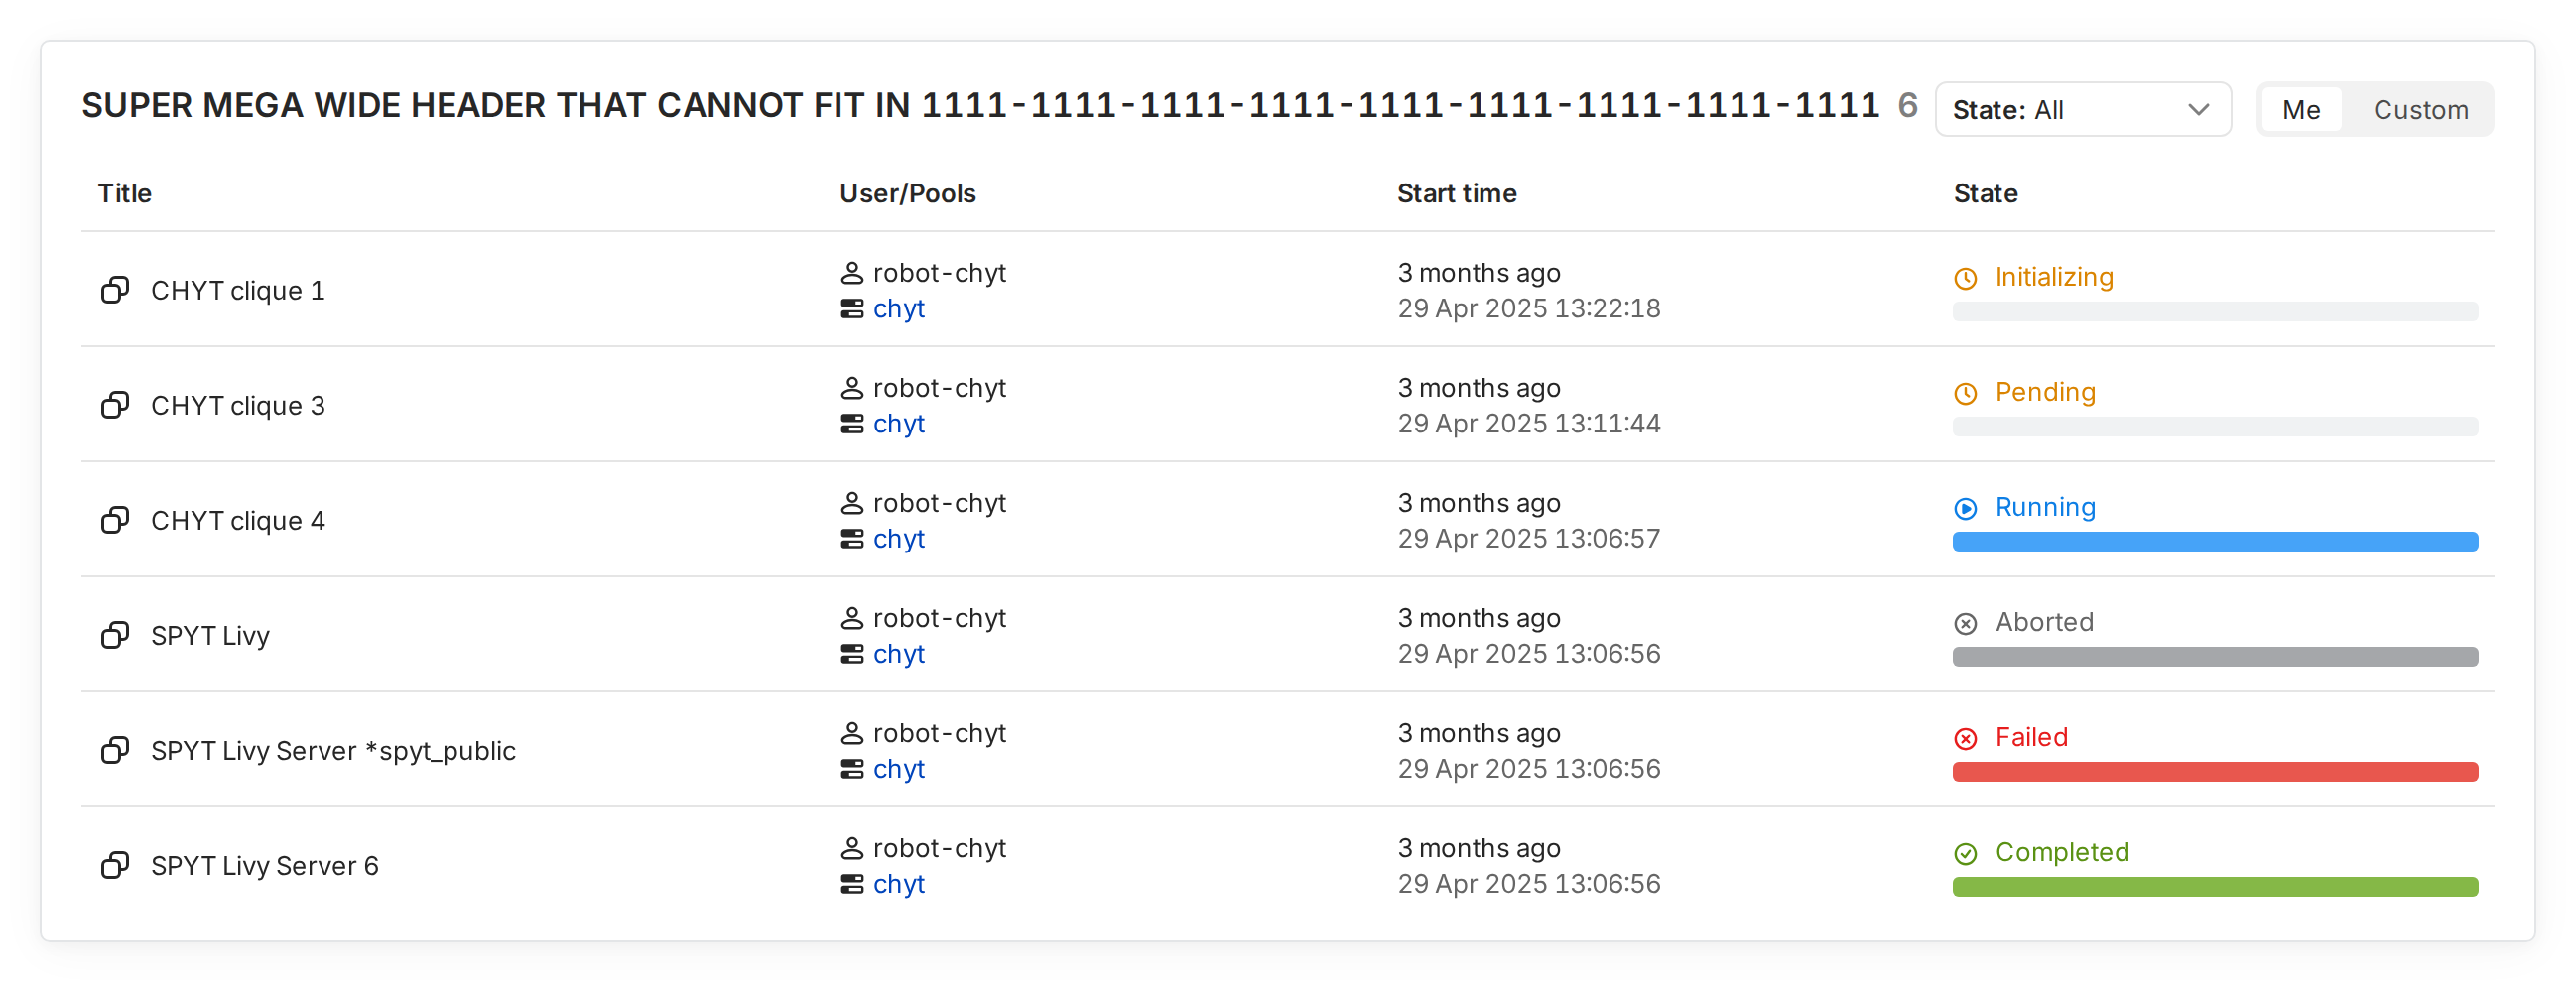 SUPER MEGA WIDE HEADER THAT CANNOT FIT IN 1111-1111-1111-1111-1111-1111-1111-1111-1111 6 State: All Me Custom
Title User/Pools Start time State
CHYT clique 1 robot-chyt 3 months ago Initializing
chyt 29 Apr 2025 13:22:18
CHYT clique 3 robot-chyt 3 months ago Pending
chyt 29 Apr 2025 13:11:44
CHYT clique 4 robot-chyt 3 months ago Running
chyt 29 Apr 2025 13:06:57
SPYT Livy robot-chyt 3 months ago Aborted
chyt 29 Apr 2025 13:06:56
SPYT Livy Server *spyt_public robot-chyt 3 months ago Failed
chyt 29 Apr 2025 13:06:56
SPYT Livy Server 6 robot-chyt 3 months ago Completed
chyt 29 Apr 2025 13:06:56